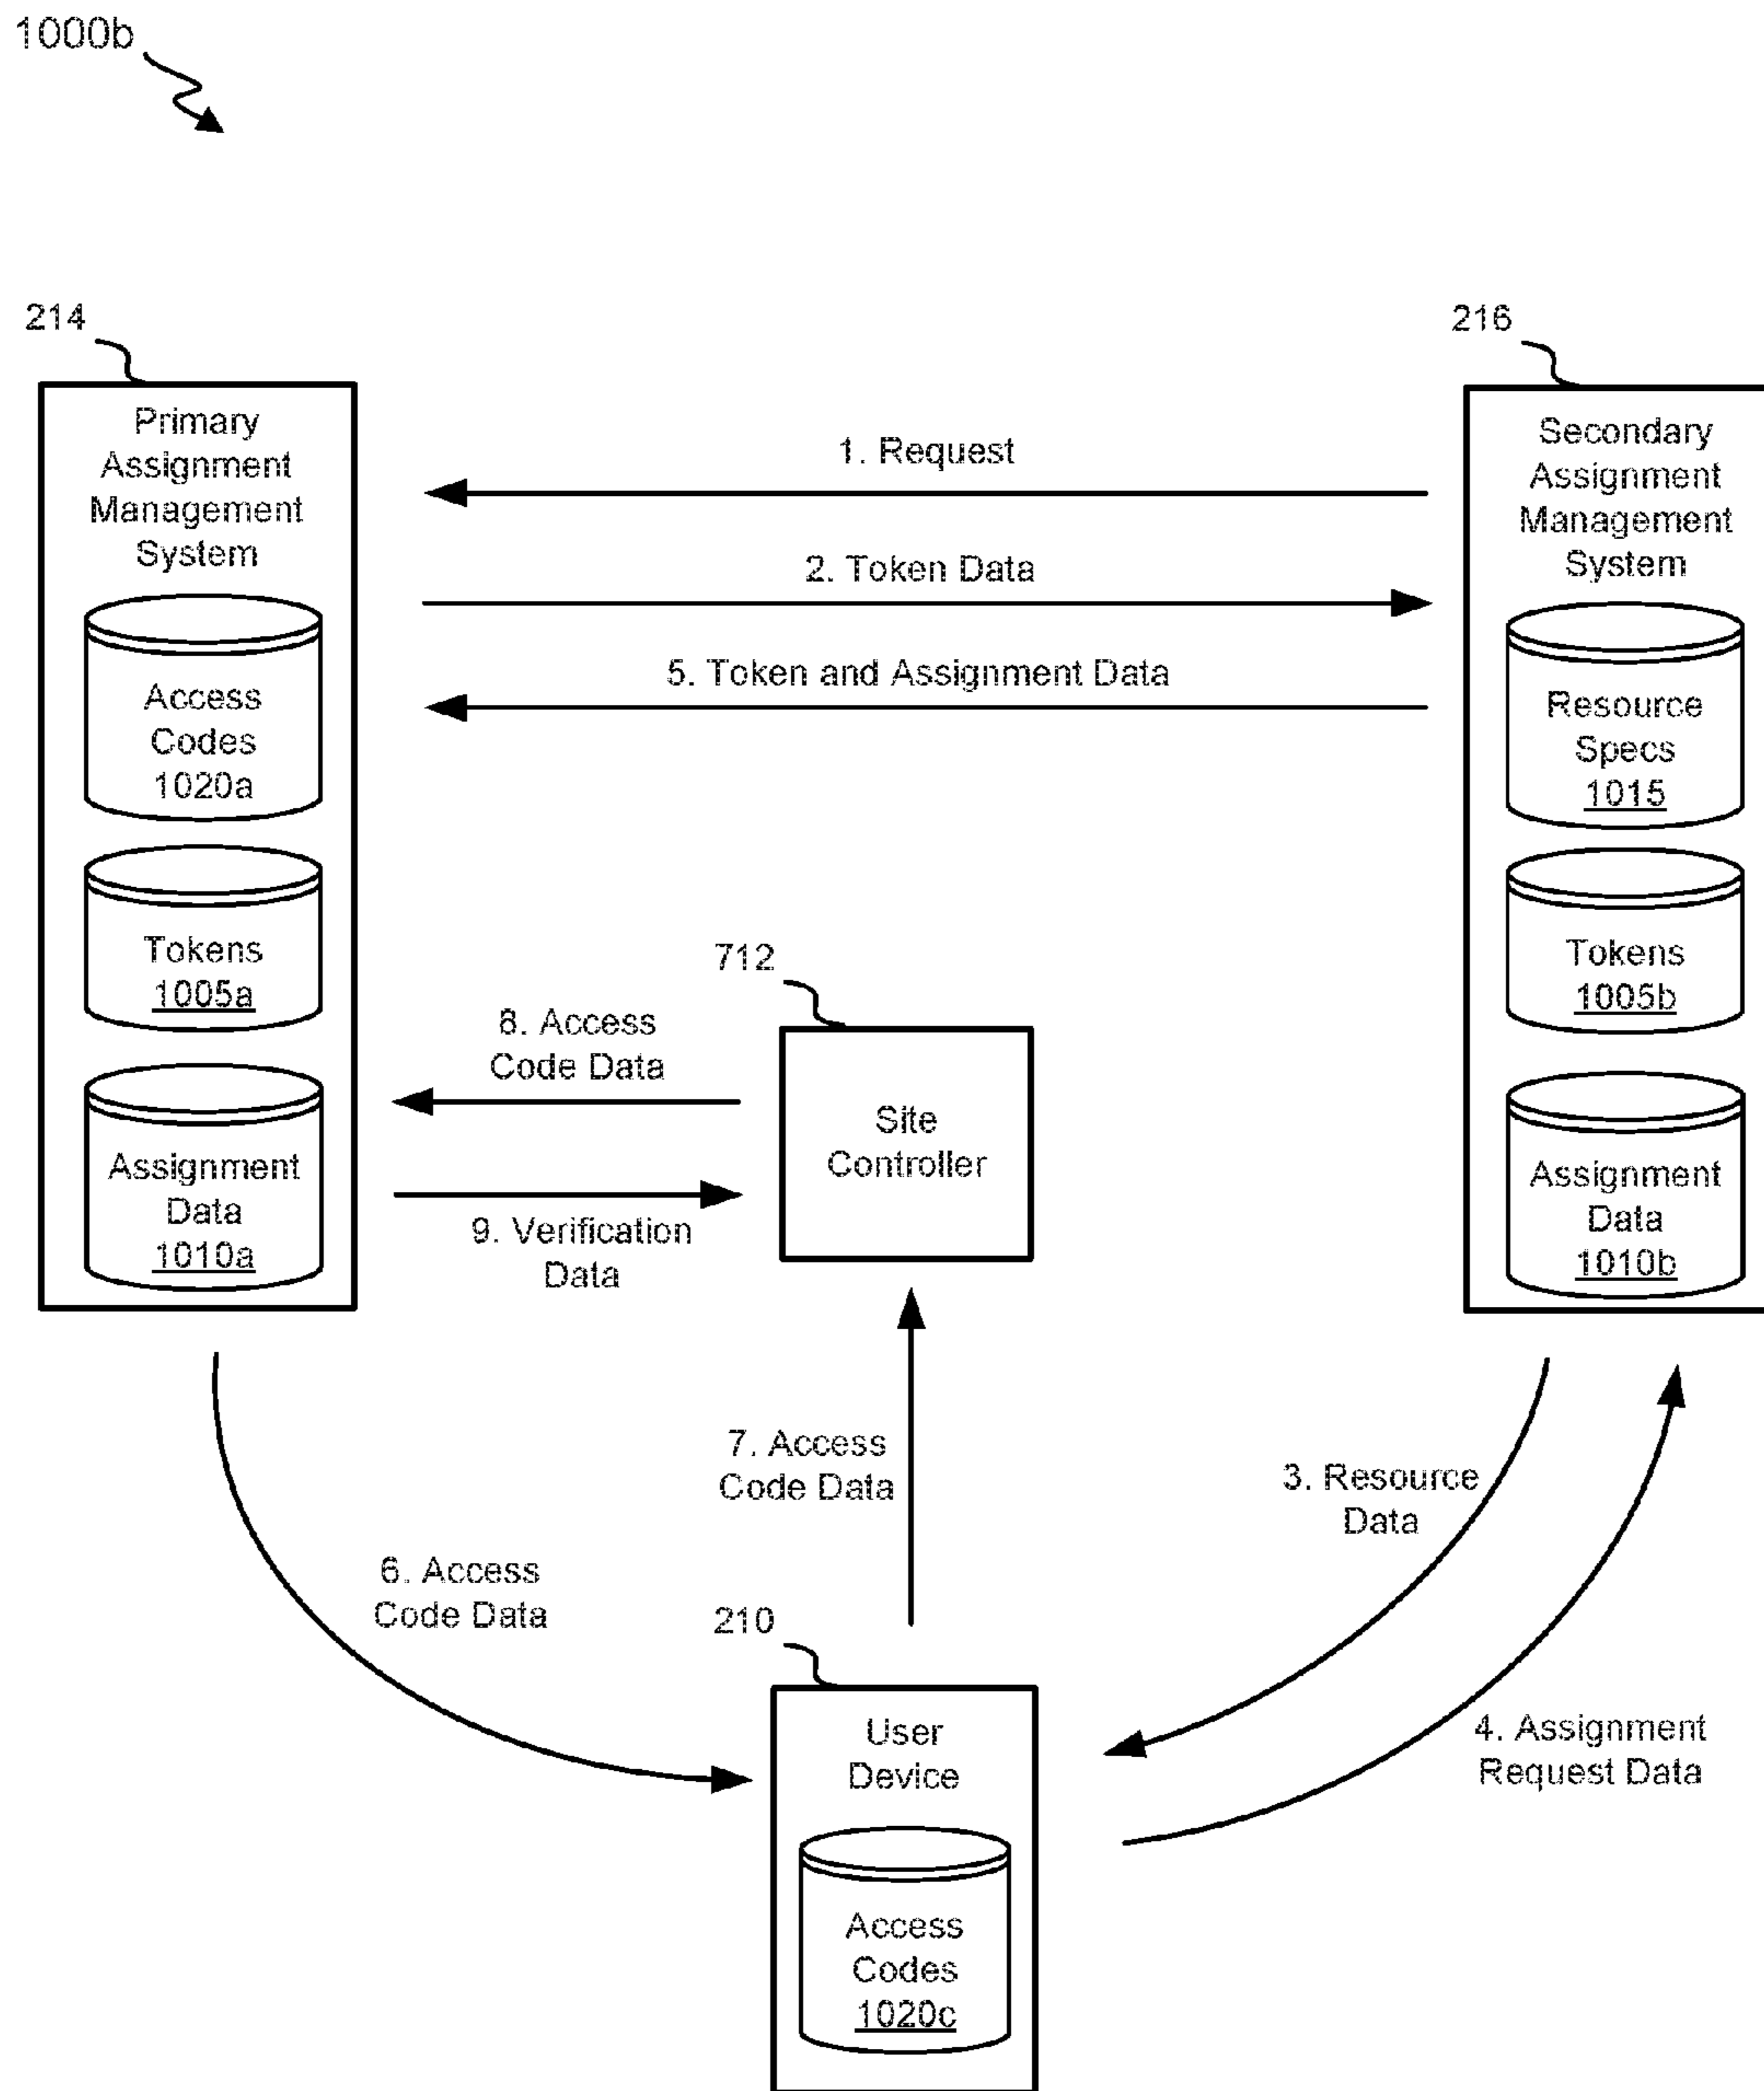 1000b
214
216
Primary
Assignment
Management
System
Access
Codes
1020a
Tokens
1005a
Assignment
Data
1010a
1. Request
2. Token Data
5. Token and Assignment Data
Secondary
Assignment
Management
System
Resource
Specs
1015
Tokens
1005b
Assignment
Data
1010b
712
8. Access
Code Data
Site
Controller
9. Verification
Data
7. Access
Code Data
3. Resource
Data
6. Access
Code Data
210
User
Device
Access
Codes
1020c
4. Assignment
Request Data